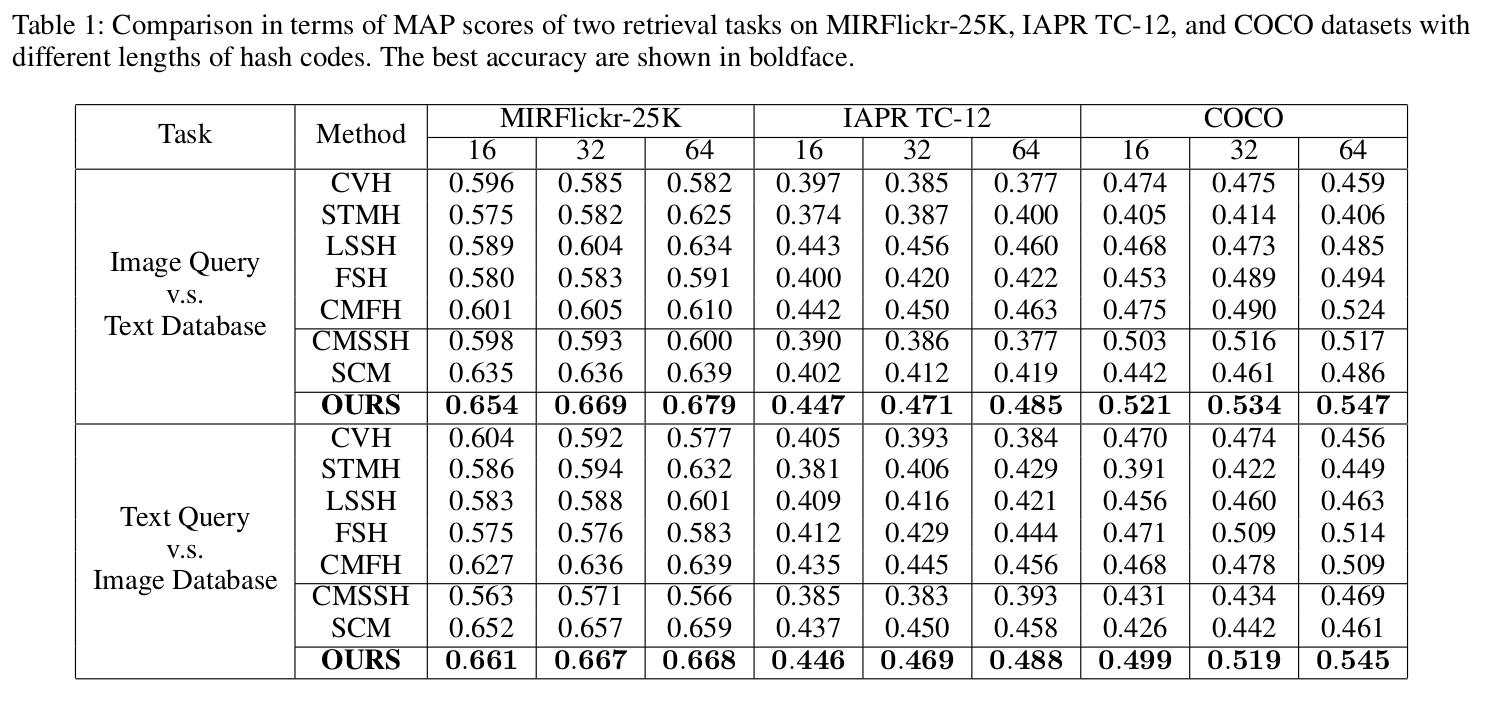 Table 1: Comparison in terms of MAP scores of two retrieval tasks on MIRFlickr-25K, IAPR TC-12, and COCO datasets with
different lengths of hash codes. The best accuracy are shown in boldface.
Task Method MIRFlickr-25K IAPR TC-12 COCO
16 32 64 16 32 64 16 32 64
Image Query
v.s.
Text Database
CVH 0.596 0.585 0.582 0.397 0.385 0.377 0.474 0.475 0.459
STMH 0.575 0.582 0.625 0.374 0.387 0.400 0.405 0.414 0.406
LSSH 0.589 0.604 0.634 0.443 0.456 0.460 0.468 0.473 0.485
FSH 0.580 0.583 0.591 0.400 0.420 0.422 0.453 0.489 0.494
CMFH 0.601 0.605 0.610 0.442 0.450 0.463 0.475 0.490 0.524
CMSSH 0.598 0.593 0.600 0.390 0.386 0.377 0.503 0.516 0.517
SCM 0.635 0.636 0.639 0.402 0.412 0.419 0.442 0.461 0.486
OURS 0.654 0.669 0.679 0.447 0.471 0.485 0.521 0.534 0.547
Text Query
v.s.
Image Database
CVH 0.604 0.592 0.577 0.405 0.393 0.384 0.470 0.474 0.456
STMH 0.586 0.594 0.632 0.381 0.406 0.429 0.391 0.422 0.449
LSSH 0.583 0.588 0.601 0.409 0.416 0.421 0.456 0.460 0.463
FSH 0.575 0.576 0.583 0.412 0.429 0.444 0.471 0.509 0.514
CMFH 0.627 0.636 0.639 0.435 0.445 0.456 0.468 0.478 0.509
CMSSH 0.563 0.571 0.566 0.385 0.383 0.393 0.431 0.434 0.469
SCM 0.652 0.657 0.659 0.437 0.450 0.458 0.426 0.442 0.461
OURS 0.661 0.667 0.668 0.446 0.469 0.488 0.499 0.519 0.545